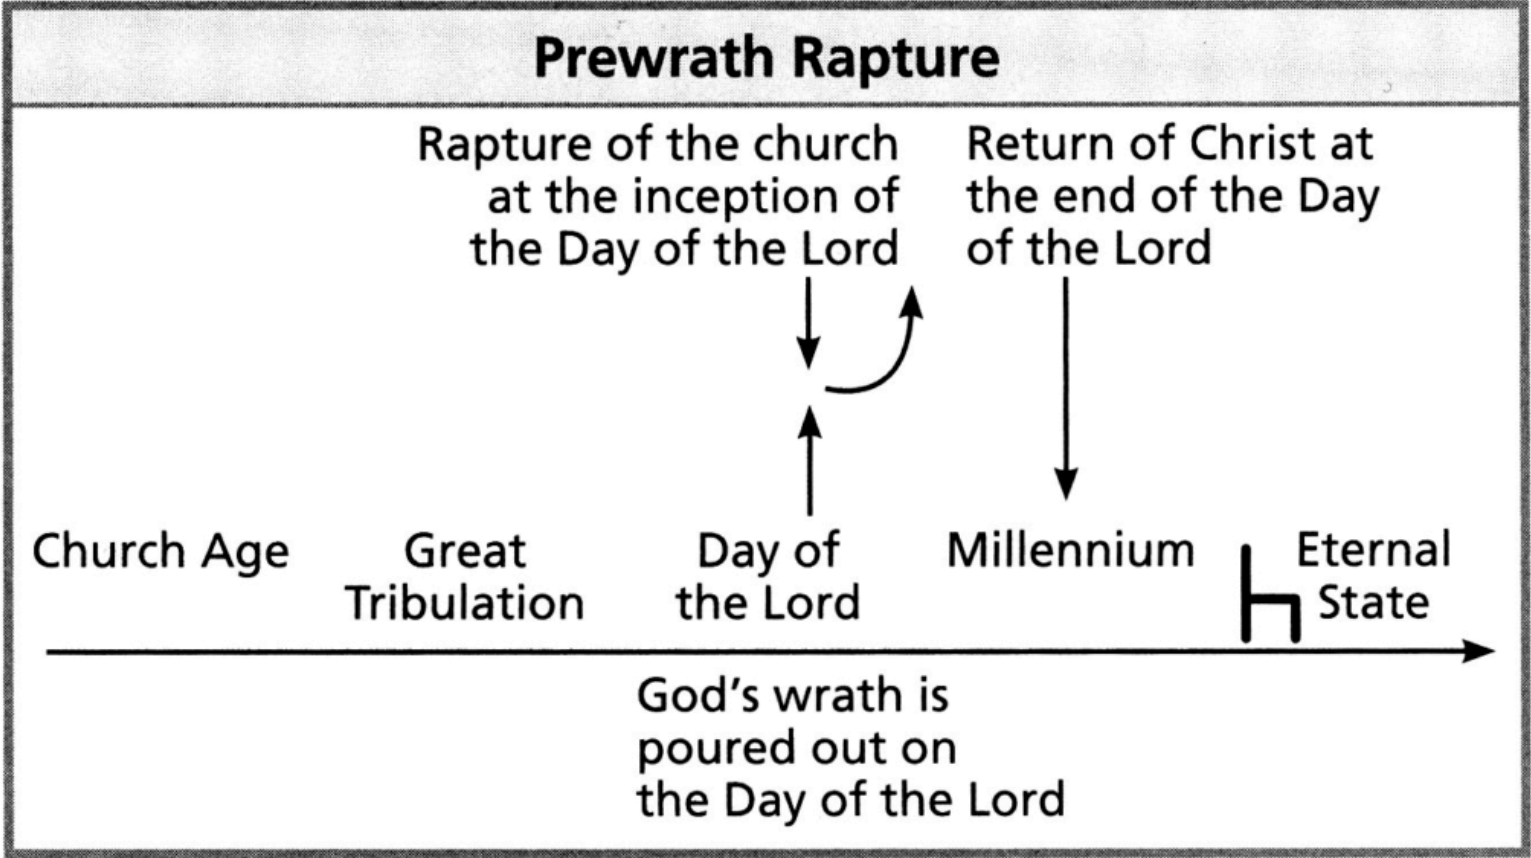 Prewrath Rapture
Rapture of the church
at the inception of
the Day of the Lord
Return of Christ at
the end of the Day
of the Lord
Church Age
Great
Tribulation
Day of
the Lord
Millennium
Eternal
State
God's wrath is
poured out on
the Day of the Lord